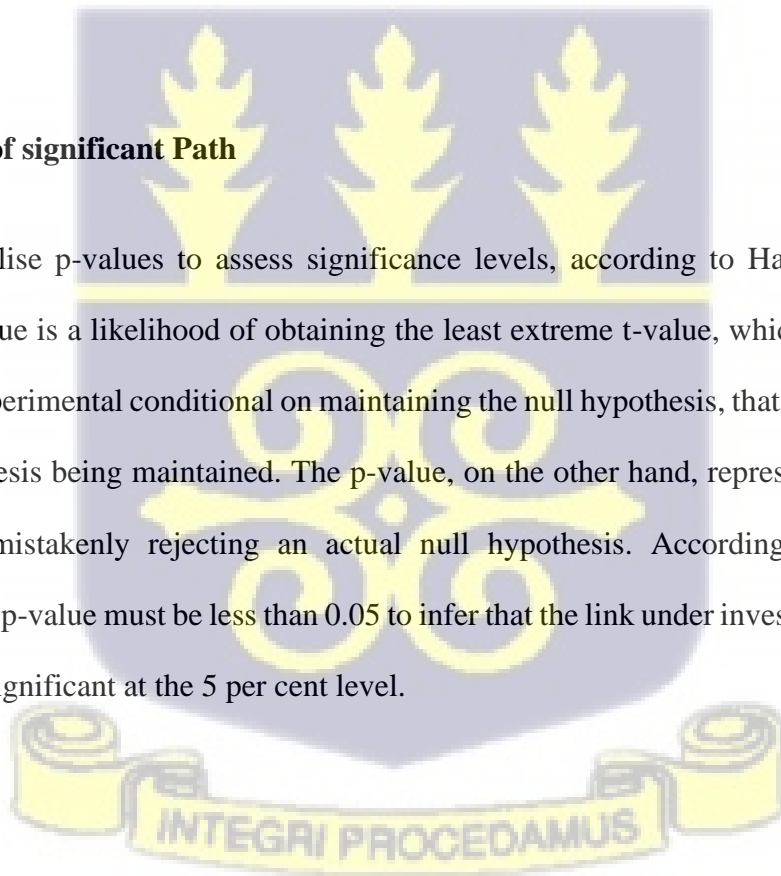 of significant Path
lise p-values to assess significance levels, according to Ha
ue is a likelihood of obtaining the least extreme t-value, whic
perimental conditional on maintaining the null hypothesis, that
esis being maintained. The p-value, on the other hand, repres
mistakenly rejecting an actual null hypothesis. According
p-value must be less than 0.05 to infer that the link under inves
ignificant at the 5 per cent level.
INTEGRI PROCEDAMUS